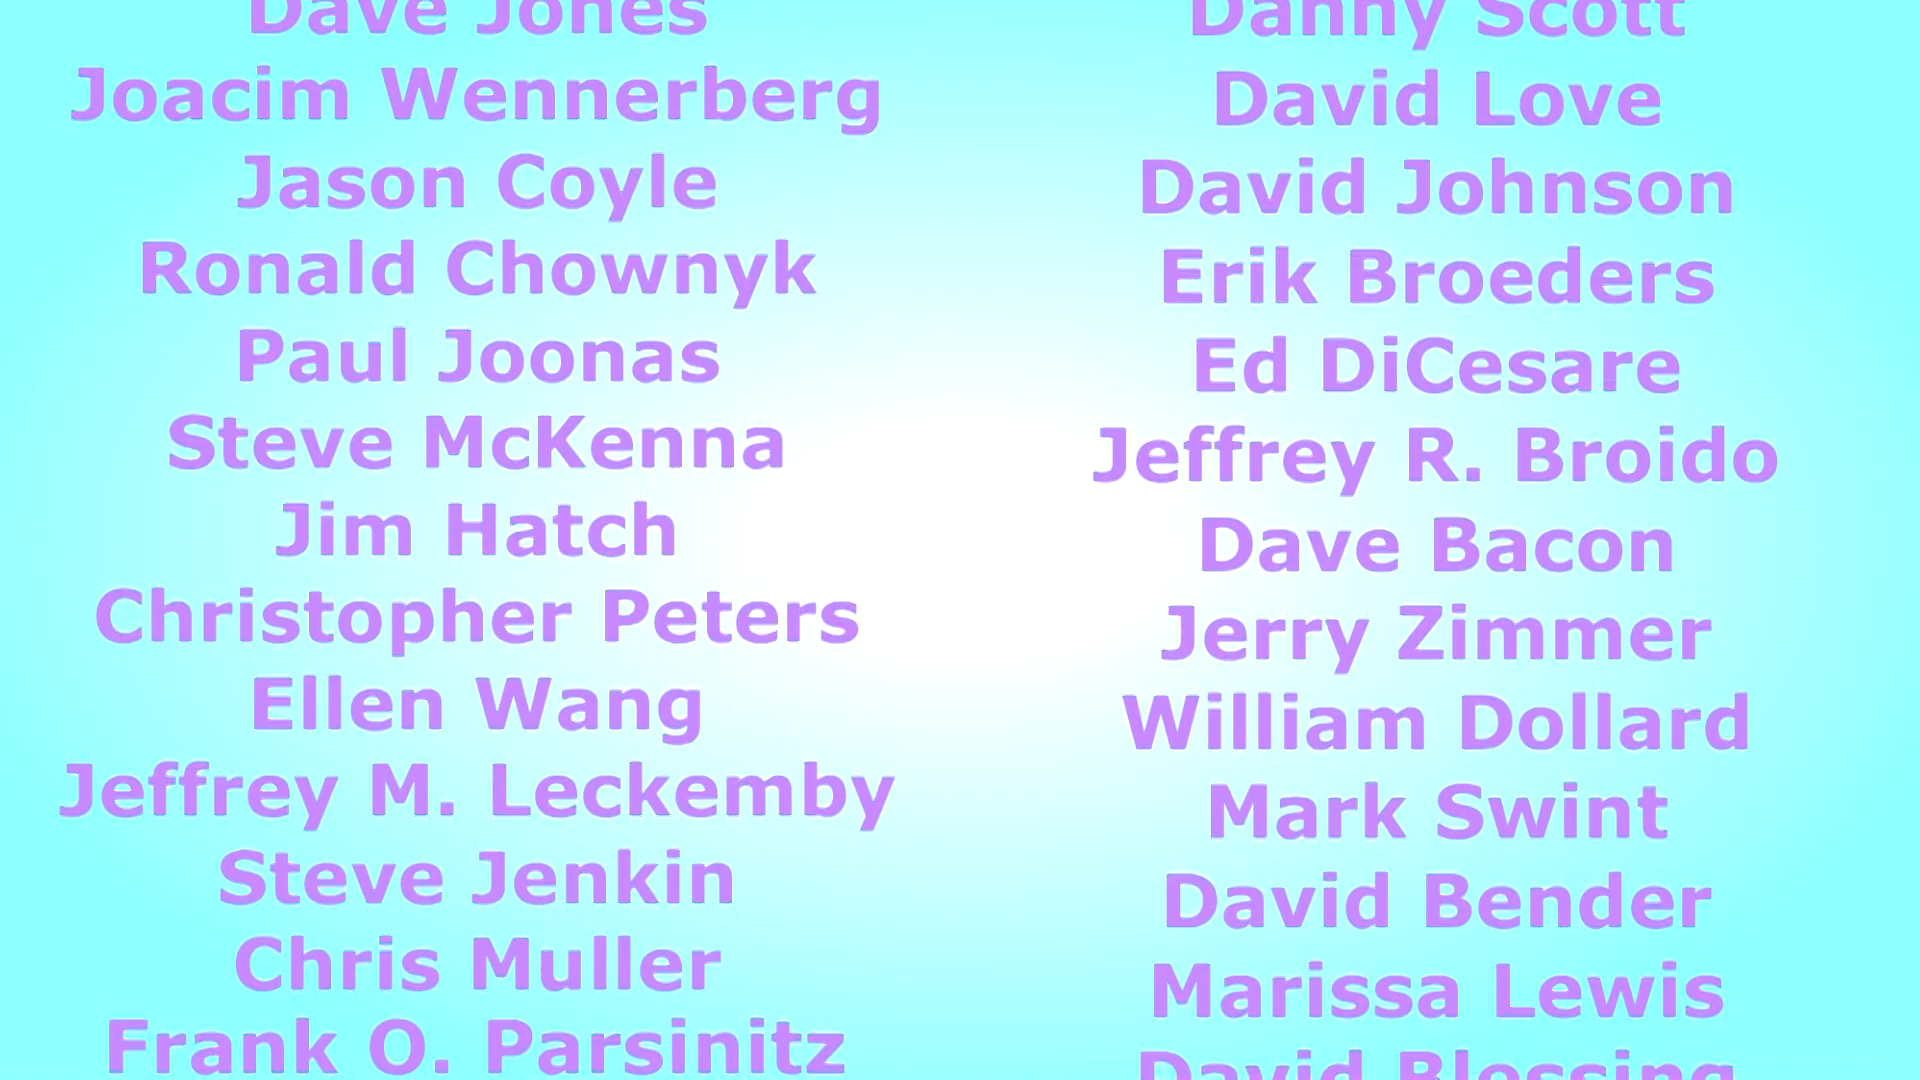 Dave Jones
Joacim Wennerberg
Jason Coyle
Ronald Chownyk
Paul Joonas
Steve McKenna
Jim Hatch
Christopher Peters
Ellen Wang
Jeffrey M. Leckemby
Steve Jenkin
Chris Muller
Frank O. Parsinitz
Danny Scott
David Love
David Johnson
Erik Broeders
Ed DiCesare
Jeffrey R. Broido
Dave Bacon
Jerry Zimmer
William Dollard
Mark Swint
David Bender
Marissa Lewis
David Blessing